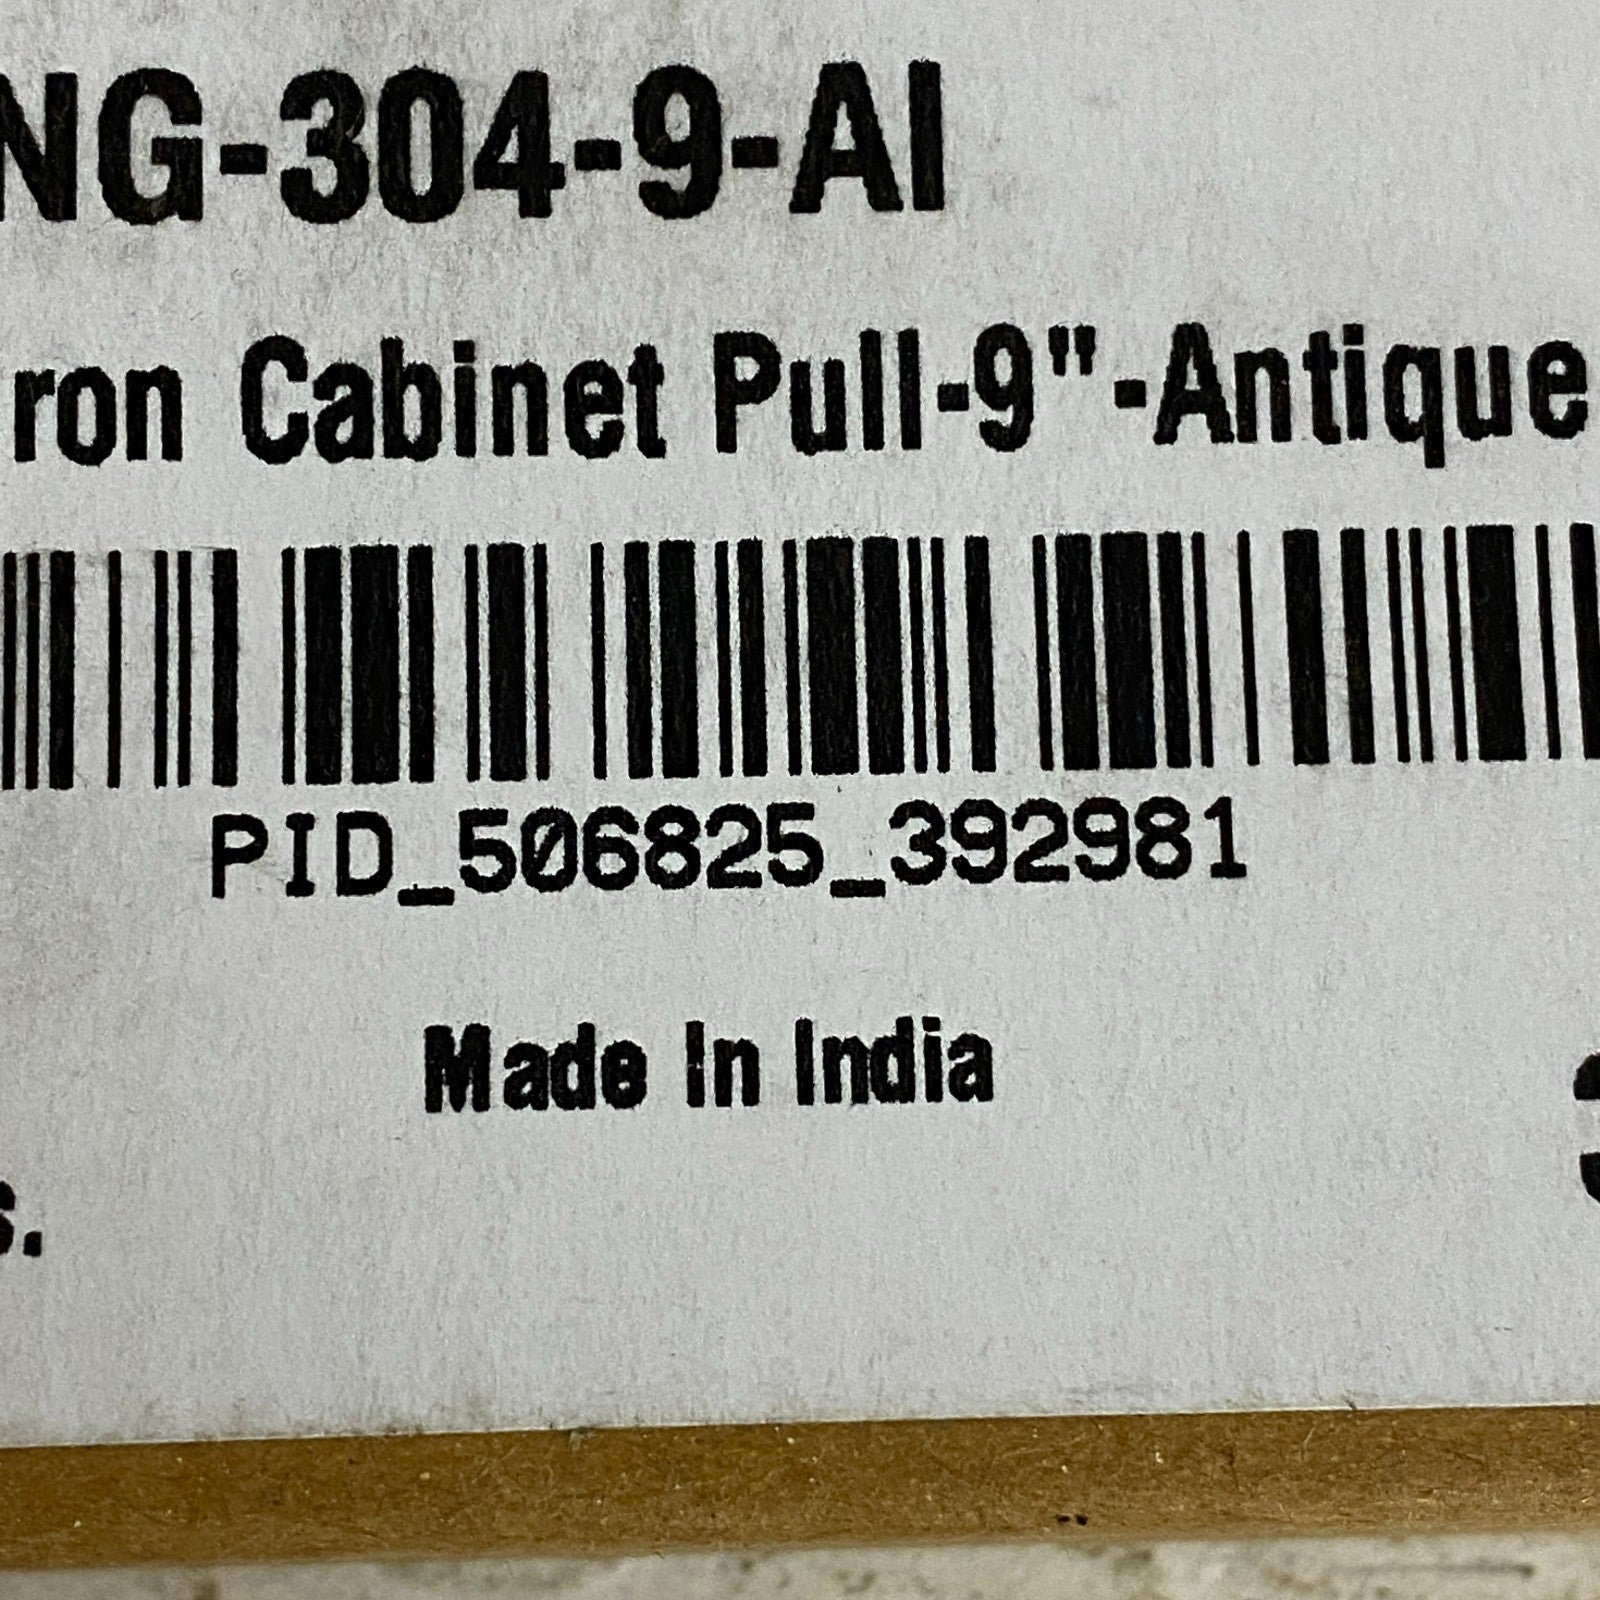 NG-304-9-AI
ron Cabinet Pull-9"-Antique
PID_506825_392981
Made In India
s.